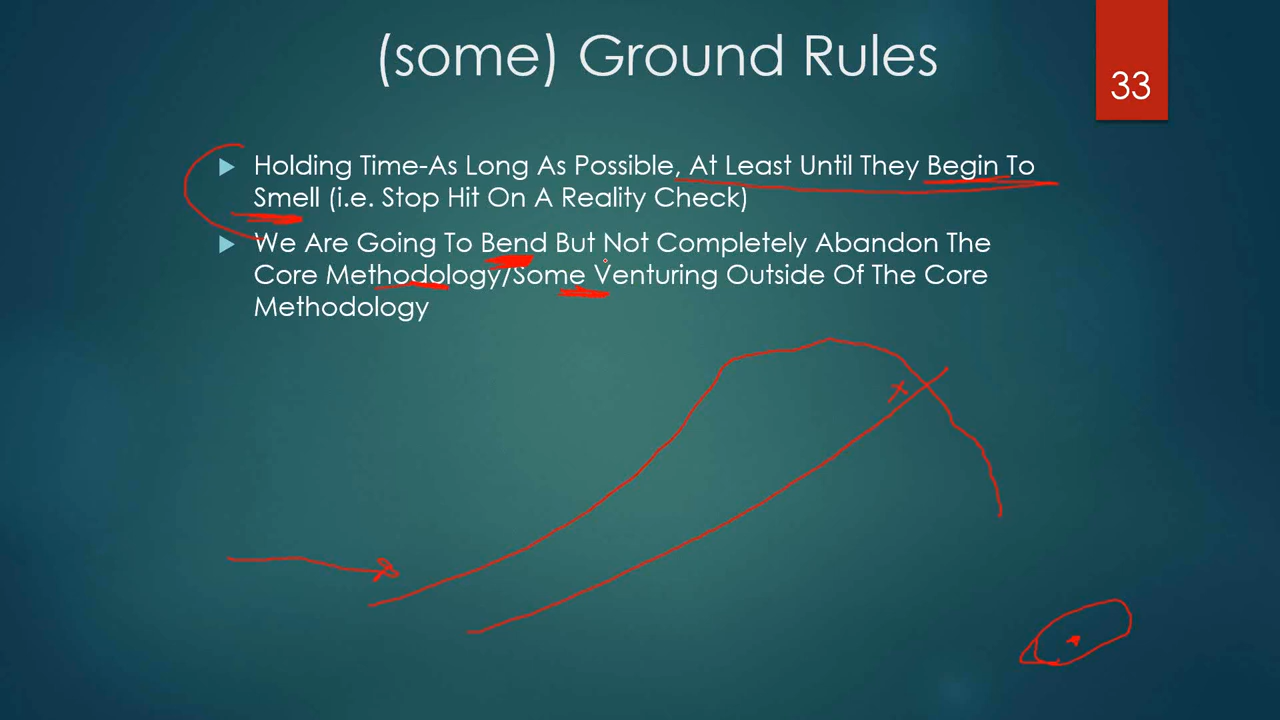 (some) Ground Rules
33
Holding Time-As Long As Possible, At Least Until They Begin To
Smell (i.e. Stop Hit On A Reality Check)
We Are Going To Bend But Not Completely Abandon The
Core Methodology/Some Venturing Outside Of The Core
Methodology